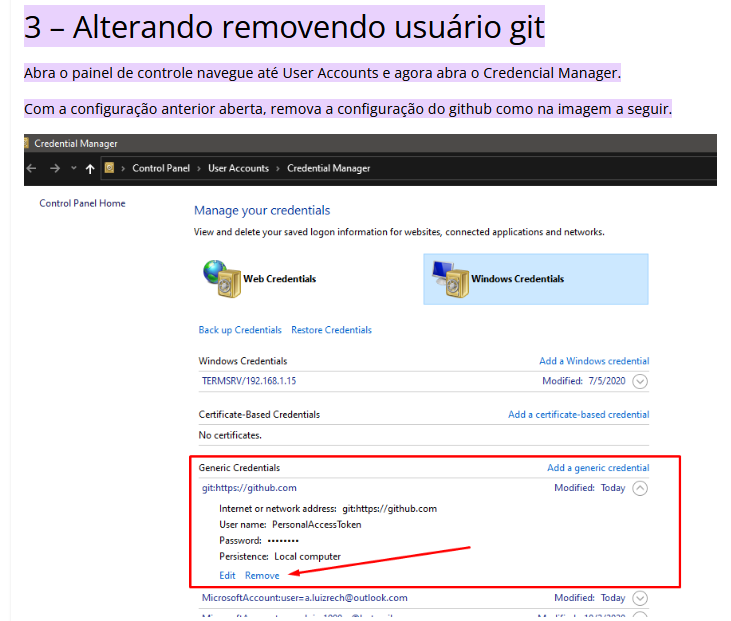 3 – Alterando removendo usuário git
Abra o painel de controle navegue até User Accounts e agora abra o Credencial Manager.
Com a configuração anterior aberta, remova a configuração do github como na imagem a seguir.
Credential Manager
Control Panel › User Accounts › Credential Manager
Control Panel Home
Manage your credentials
View and delete your saved logon information for websites, connected applications and networks.
Web Credentials
Windows Credentials
Back up Credentials Restore Credentials
Windows Credentials Add a Windows credential
TERMSRV/192.168.1.15 Modified: 7/5/2020
Certificate-Based Credentials Add a certificate-based credential
No certificates.
Generic Credentials Add a generic credential
git:https://github.com Modified: Today
Internet or network address: git:https://github.com
User name: PersonalAccessToken
Password: ••••••••
Persistence: Local computer
Edit Remove
MicrosoftAccount:user=a.luizrech@outlook.com Modified: Today